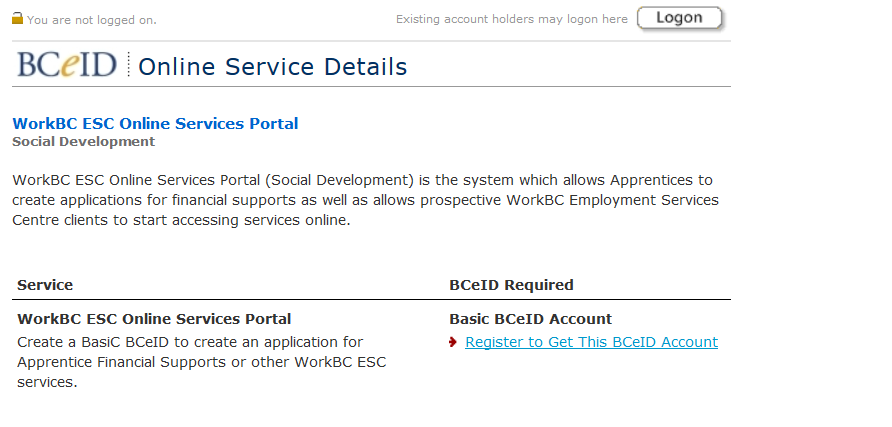 You are not logged on.
Existing account holders may logon here
Logon
BCeID
Online Service Details
WorkBC ESC Online Services Portal
Social Development
WorkBC ESC Online Services Portal (Social Development) is the system which allows Apprentices to
create applications for financial supports as well as allows prospective WorkBC Employment Services
Centre clients to start accessing services online.
Service
BCeID Required
WorkBC ESC Online Services Portal
Create a BasiC BCeID to create an application for
Apprentice Financial Supports or other WorkBC ESC
services.
Basic BCeID Account
Register to Get This BCeID Account